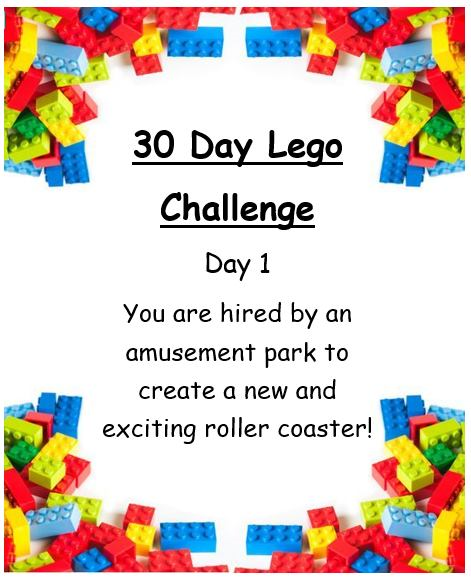 30 Day Lego
Challenge
Day 1
You are hired by an
amusement park to
create a new and
exciting roller coaster!